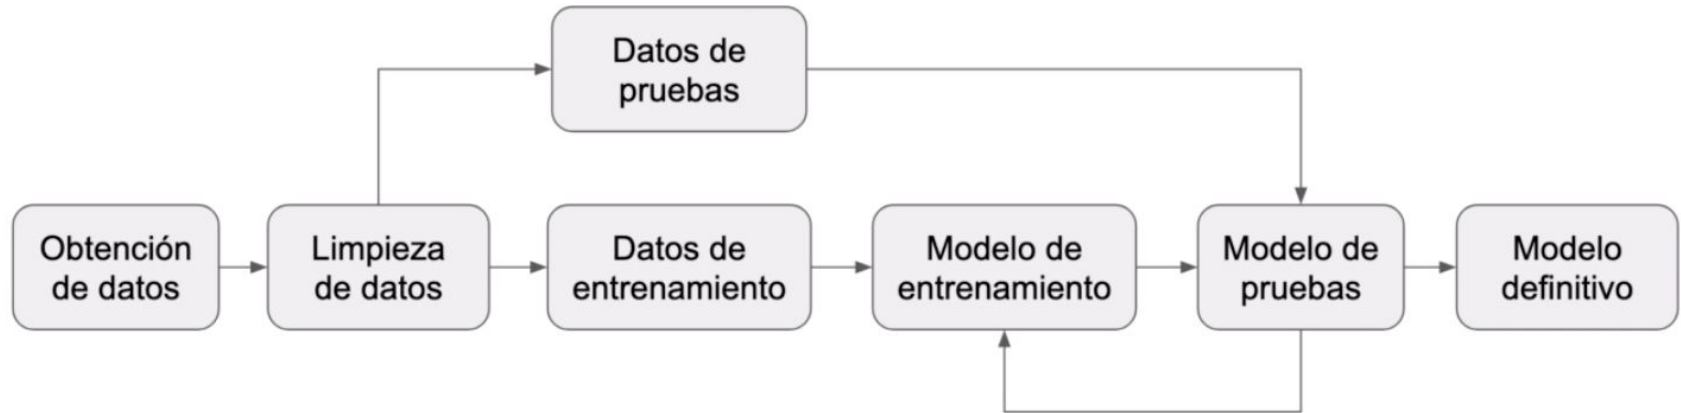 Datos de
pruebas
Obtención
de datos
Limpieza
de datos
Datos de
entrenamiento
Modelo de
entrenamiento
Modelo de
pruebas
Modelo
definitivo